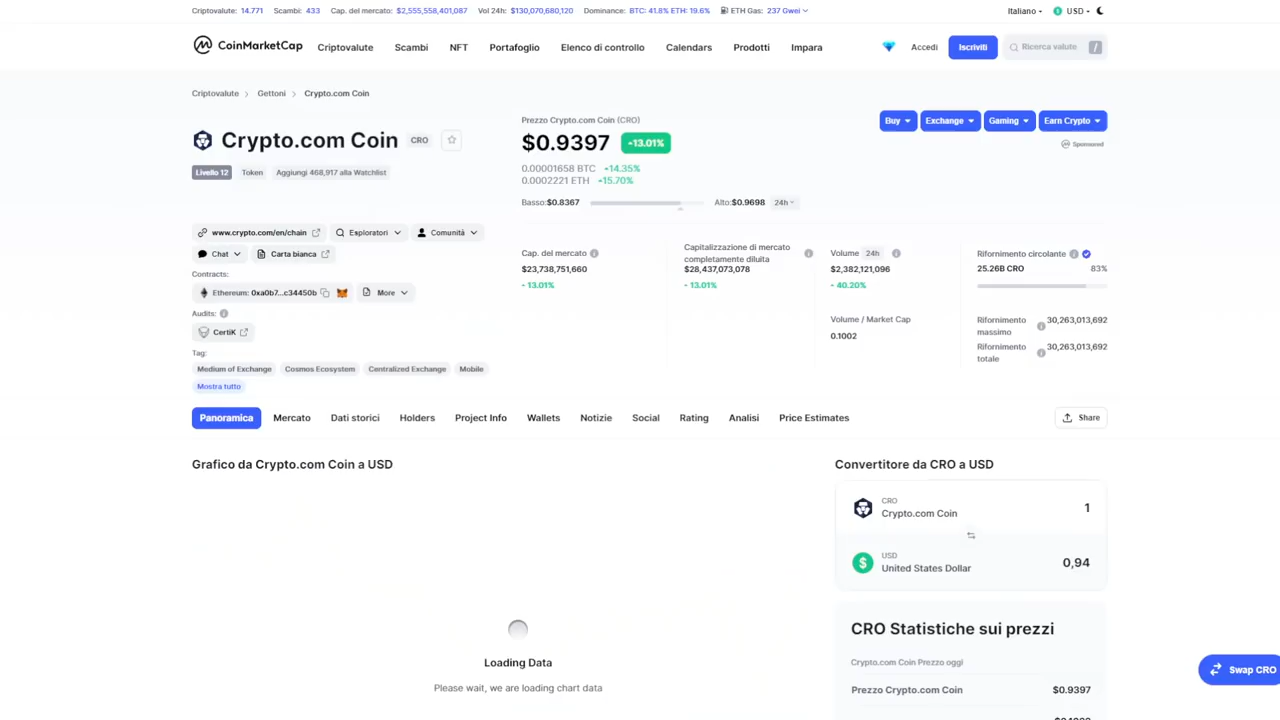 Criptovalute: 14.771 Scambi: 433 Cap. del mercato: $2,555,558,401,087 Vol 24h: $130,070,680,120 Dominance: BTC: 41.8% ETH: 19.6% ETH Gas: 237 Gwei Italiano USD
CoinMarketCap Criptovalute Scambi NFT Portafoglio Elenco di controllo Calendars Prodotti Impara Accedi Iscriviti Ricerca valute /
Criptovalute > Gettoni > Crypto.com Coin
Prezzo Crypto.com Coin (CRO)
Buy Exchange Gaming Earn Crypto
Crypto.com Coin CRO
$0.9397 13.01%
Sponsored
0.00001658 BTC 14.35%
Livello 12 Token Aggiungi 468,917 alla Watchlist
0.0002221 ETH 15.70%
Basso:$0.8367 Alto:$0.9698 24h
www.crypto.com/en/chain Esploratori Comunità
Chat Carta bianca
Contracts:
Ethereum: 0xa0b7...c34450b More
Audits:
CertiK
Tag:
Medium of Exchange Cosmos Ecosystem Centralized Exchange Mobile
Mostra tutto
Cap. del mercato
$23,738,751,660
13.01%
Capitalizzazione di mercato
completamente diluita
$28,437,073,078
13.01%
Volume 24h
$2,382,121,096
40.20%
Volume / Market Cap
0.1002
Rifornimento circolante
25.26B CRO 83%
Rifornimento
massimo
30,263,013,692
Rifornimento
totale
30,263,013,692
Panoramica Mercato Dati storici Holders Project Info Wallets Notizie Social Rating Analisi Price Estimates Share
Grafico da Crypto.com Coin a USD
Loading Data
Please wait, we are loading chart data
Convertitore da CRO a USD
CRO
Crypto.com Coin 1
USD
United States Dollar 0,94
CRO Statistiche sui prezzi
Crypto.com Coin Prezzo oggi
Prezzo Crypto.com Coin $0.9397
Swap CRO